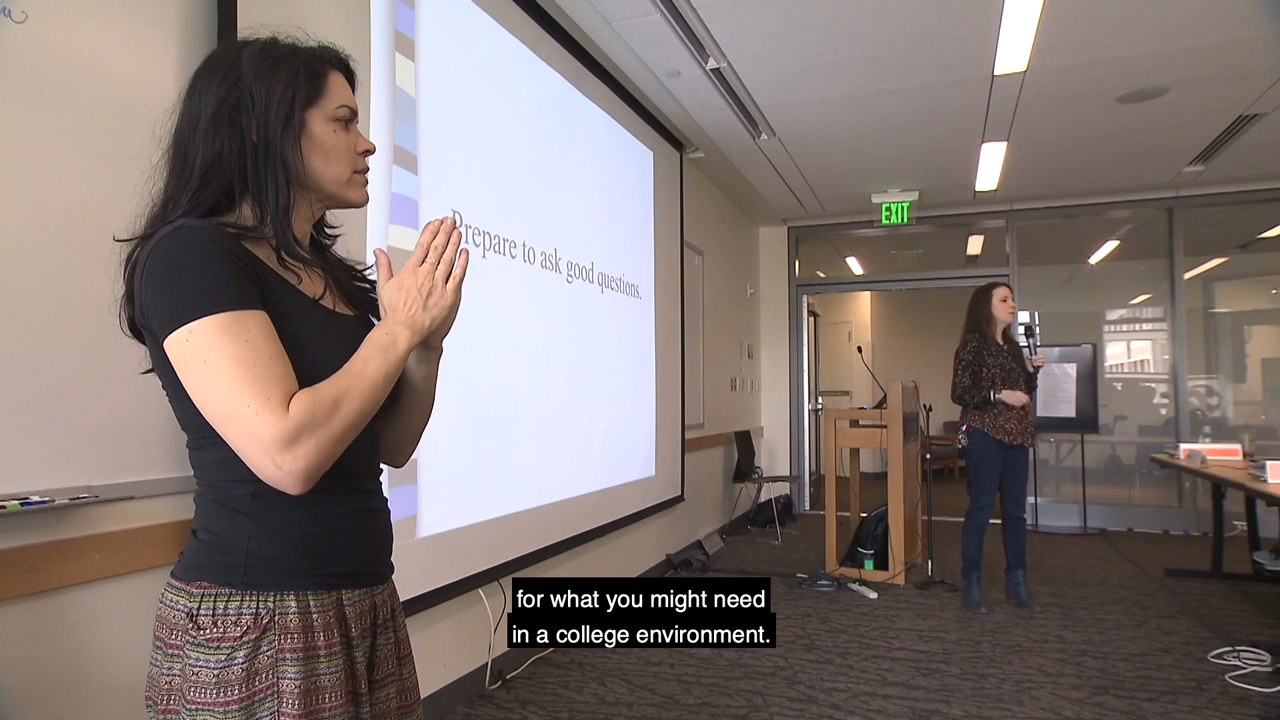 Prepare to ask good questions.
EXIT
for what you might need
in a college environment.